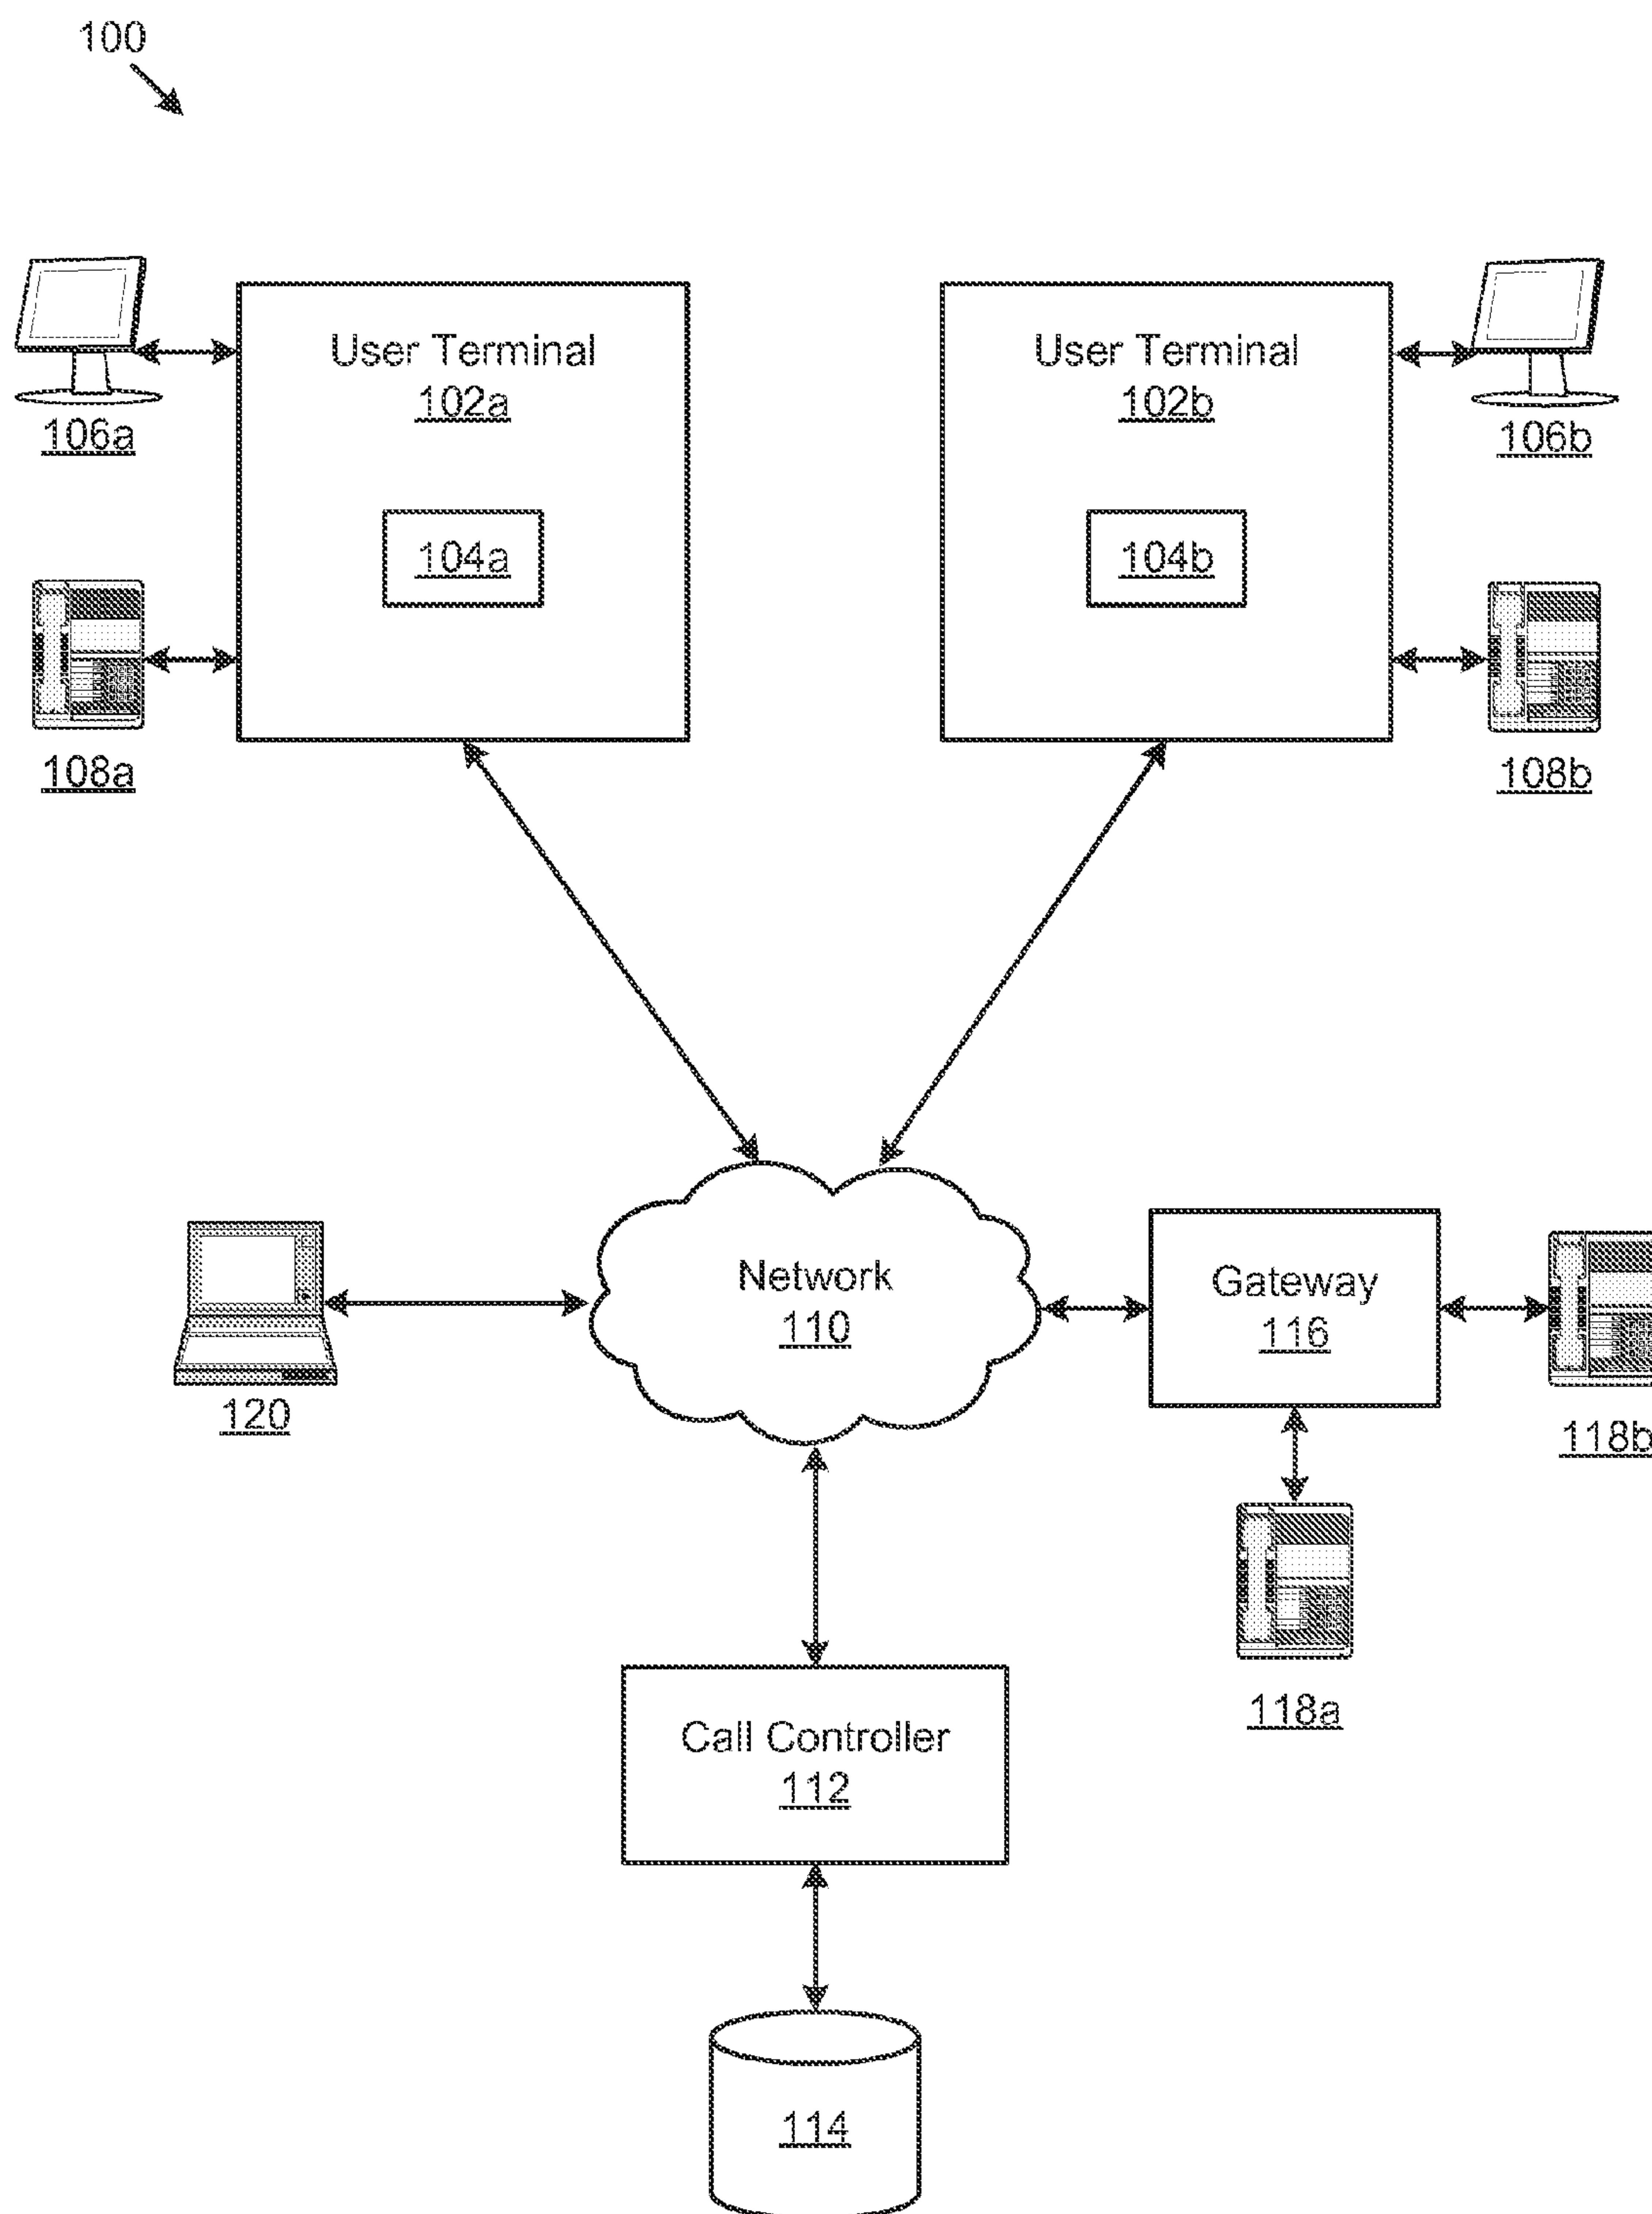 100
User Terminal
102a
User Terminal
102b
106a
106b
104a
104b
108a
108b
Network
110
Gateway
116
120
118b
118a
Call Controller
112
114